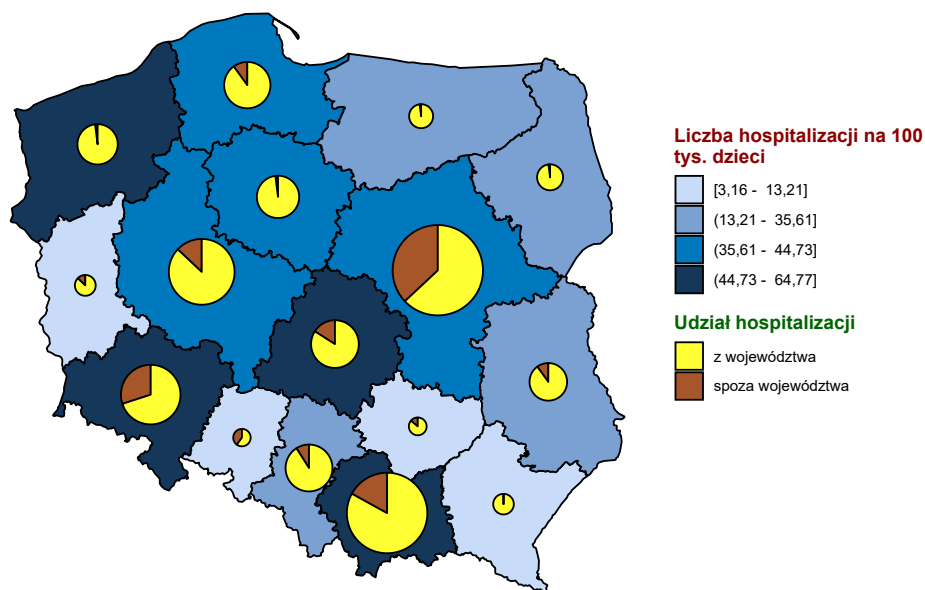 Liczba hospitalizacji na 100
tys. dzieci
[3,16 - 13,21]
(13,21 - 35,61]
(35,61 - 44,73]
(44,73 - 64,77]
Udział hospitalizacji
z województwa
spoza województwa